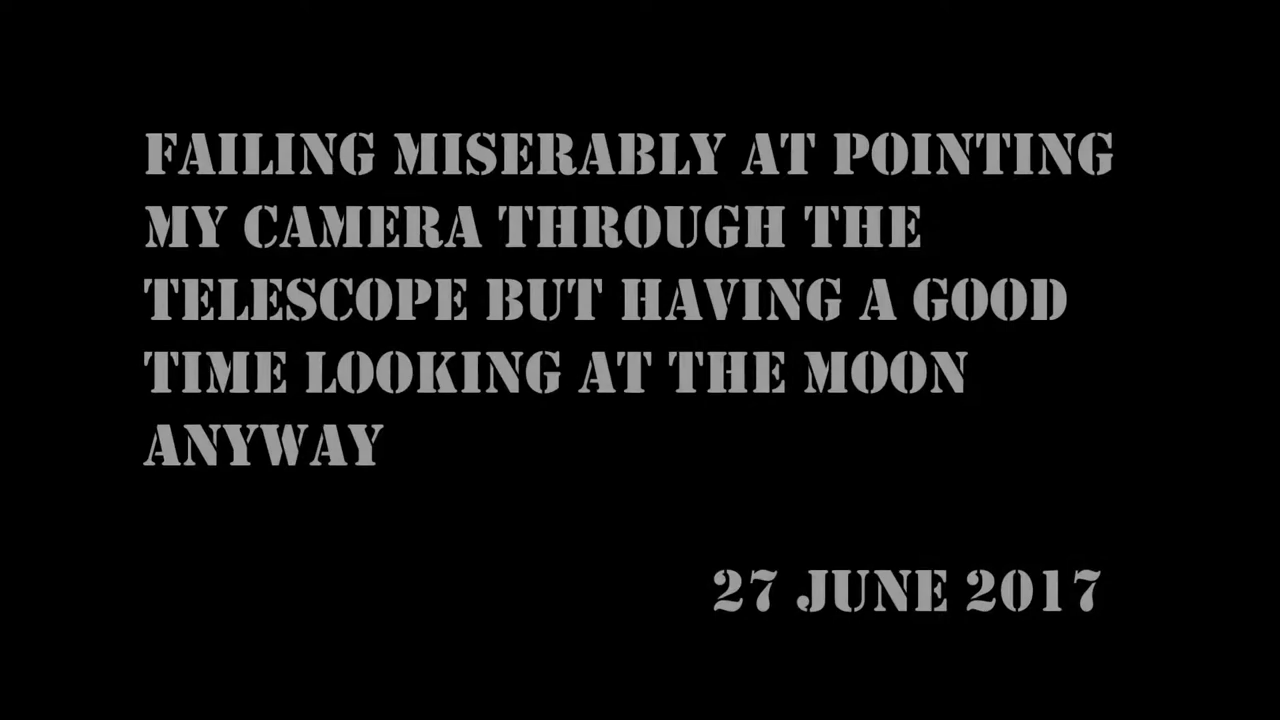 FAILING MISERABLY AT POINTING
MY CAMERA THROUGH THE
TELESCOPE BUT HAVING A GOOD
TIME LOOKING AT THE MOON
ANYWAY
27 JUNE 2017